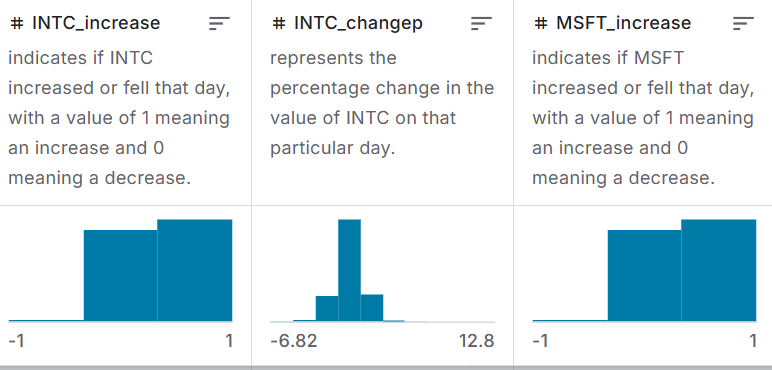 # INTC_increase
indicates if INTC
increased or fell that day,
with a value of 1 meaning
an increase and 0
meaning a decrease.
-1 1
# INTC_changep
represents the
percentage change in the
value of INTC on that
particular day.
-6.82 12.8
# MSFT_increase
indicates if MSFT
increased or fell that day,
with a value of 1 meaning
an increase and 0
meaning a decrease.
-1 1